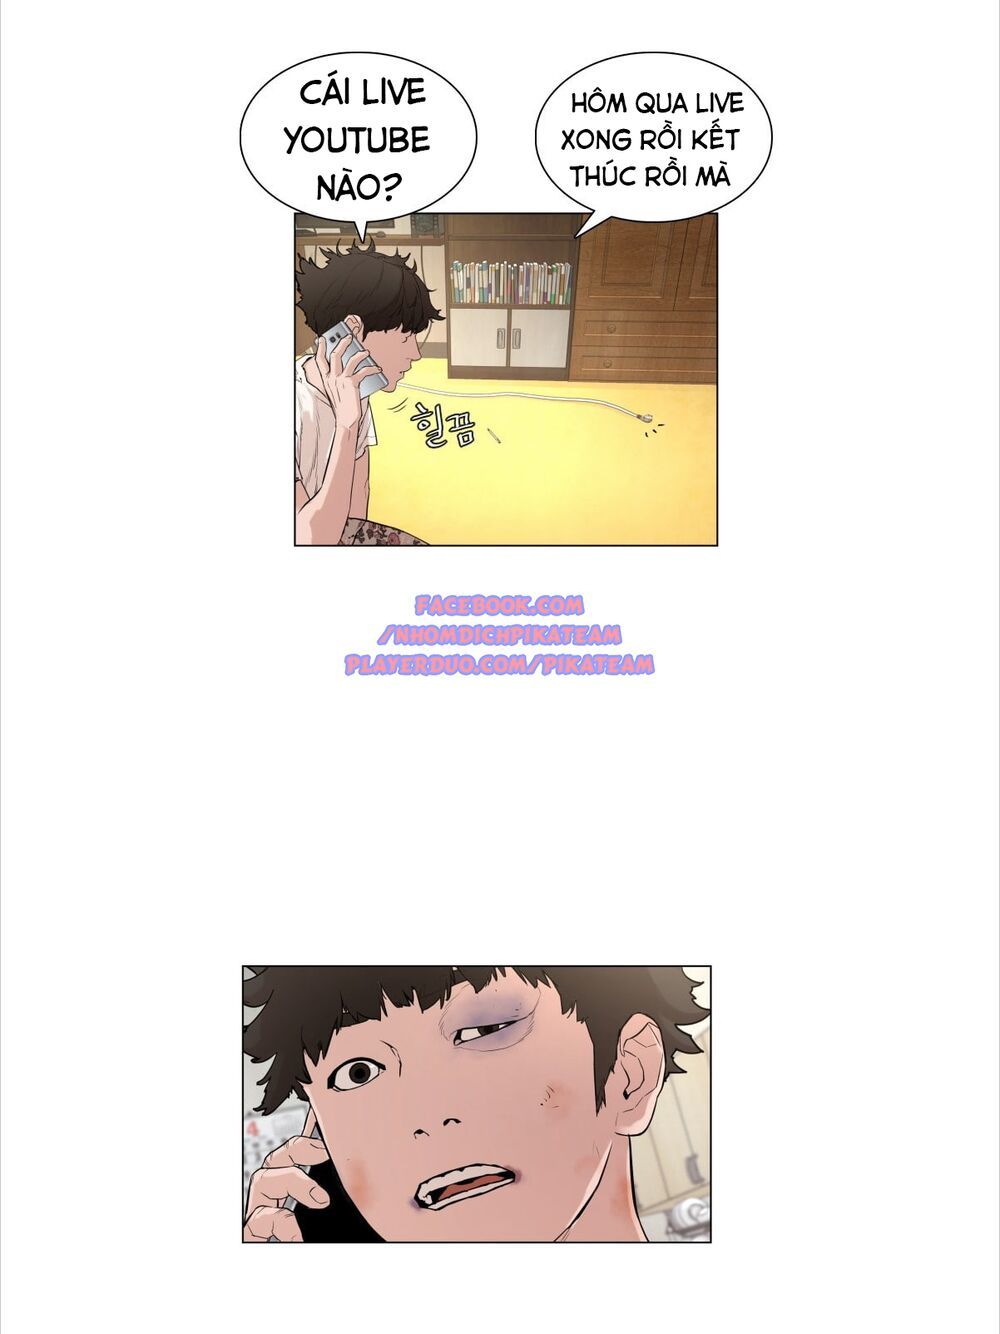 CÁI LIVE
YOUTUBE
NÀO?
HÔM QUA LIVE
XONG RỒI KẾT
THÚC RỒI MÀ
힐끔
FACEBOOK.COM
/NHOMDICHPIKATEAM
PLAYERDUO.COM/PIKATEAM
4